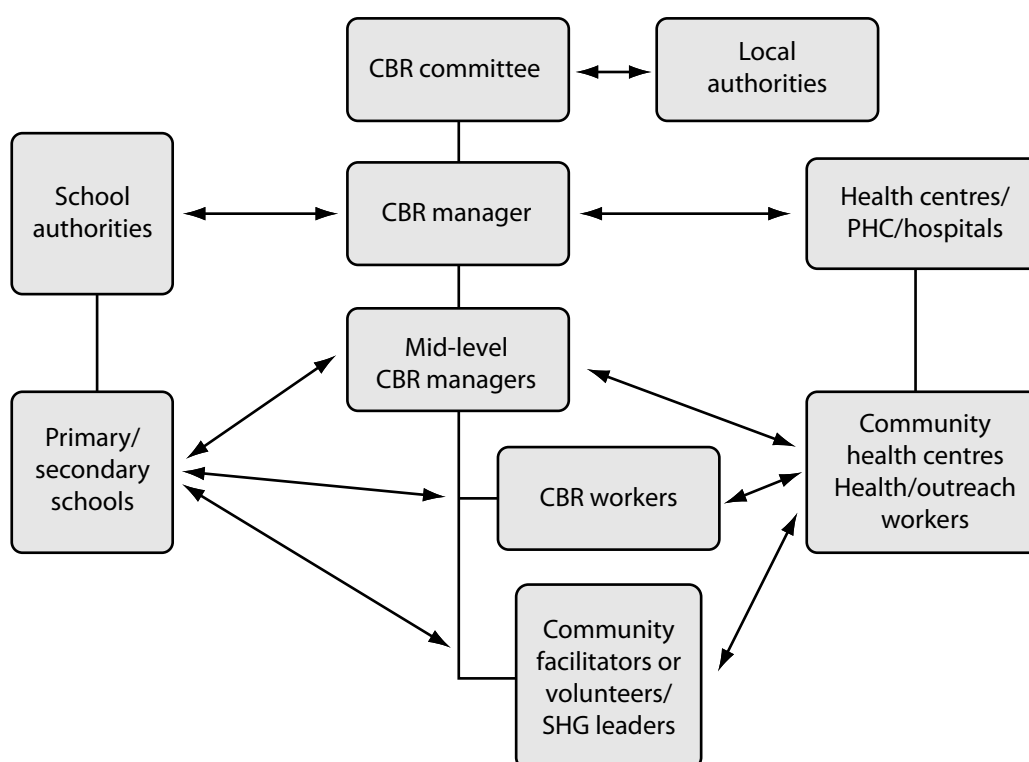 CBR committee
Local
authorities
School
authorities
CBR manager
Health centres/
PHC/hospitals
Mid-level
CBR managers
Primary/
secondary
schools
CBR workers
Community
health centres
Health/outreach
workers
Community
facilitators or
volunteers/
SHG leaders